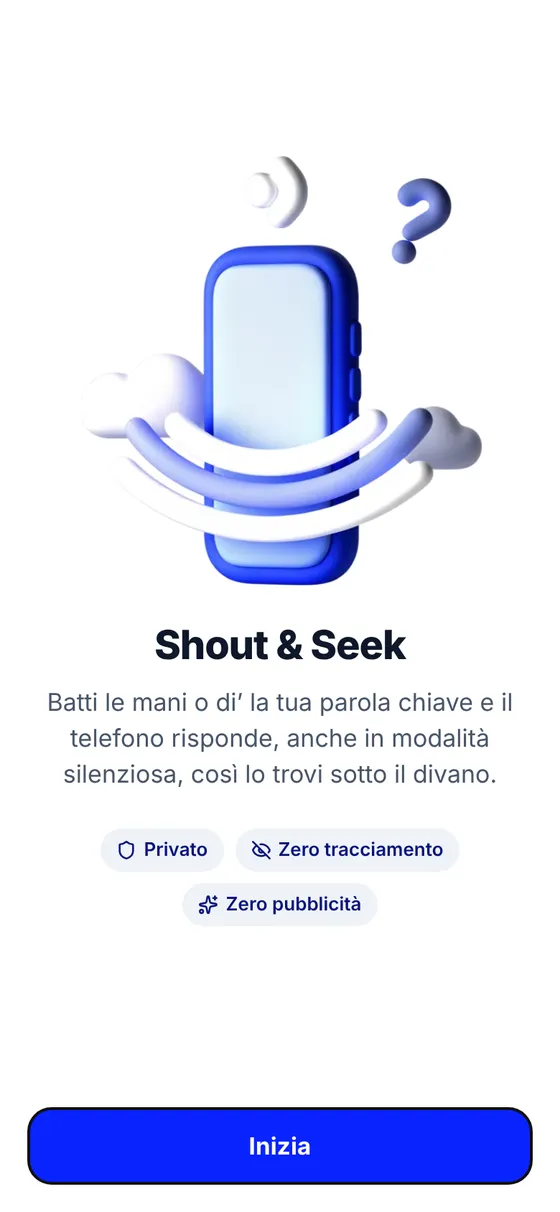 ?
Shout & Seek
Batti le mani o di’ la tua parola chiave e il
telefono risponde, anche in modalità
silenziosa, così lo trovi sotto il divano.
Privato
Zero tracciamento
Zero pubblicità
Inizia